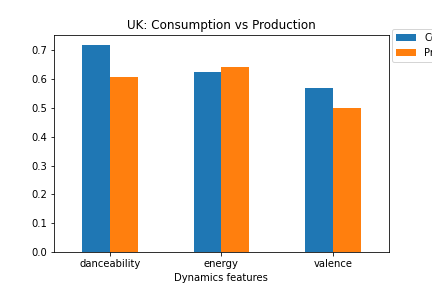 UK: Consumption vs Production
0.7
0.6
0.5
0.4
0.3
0.2
0.1
0.0
danceability energy valence
Dynamics features